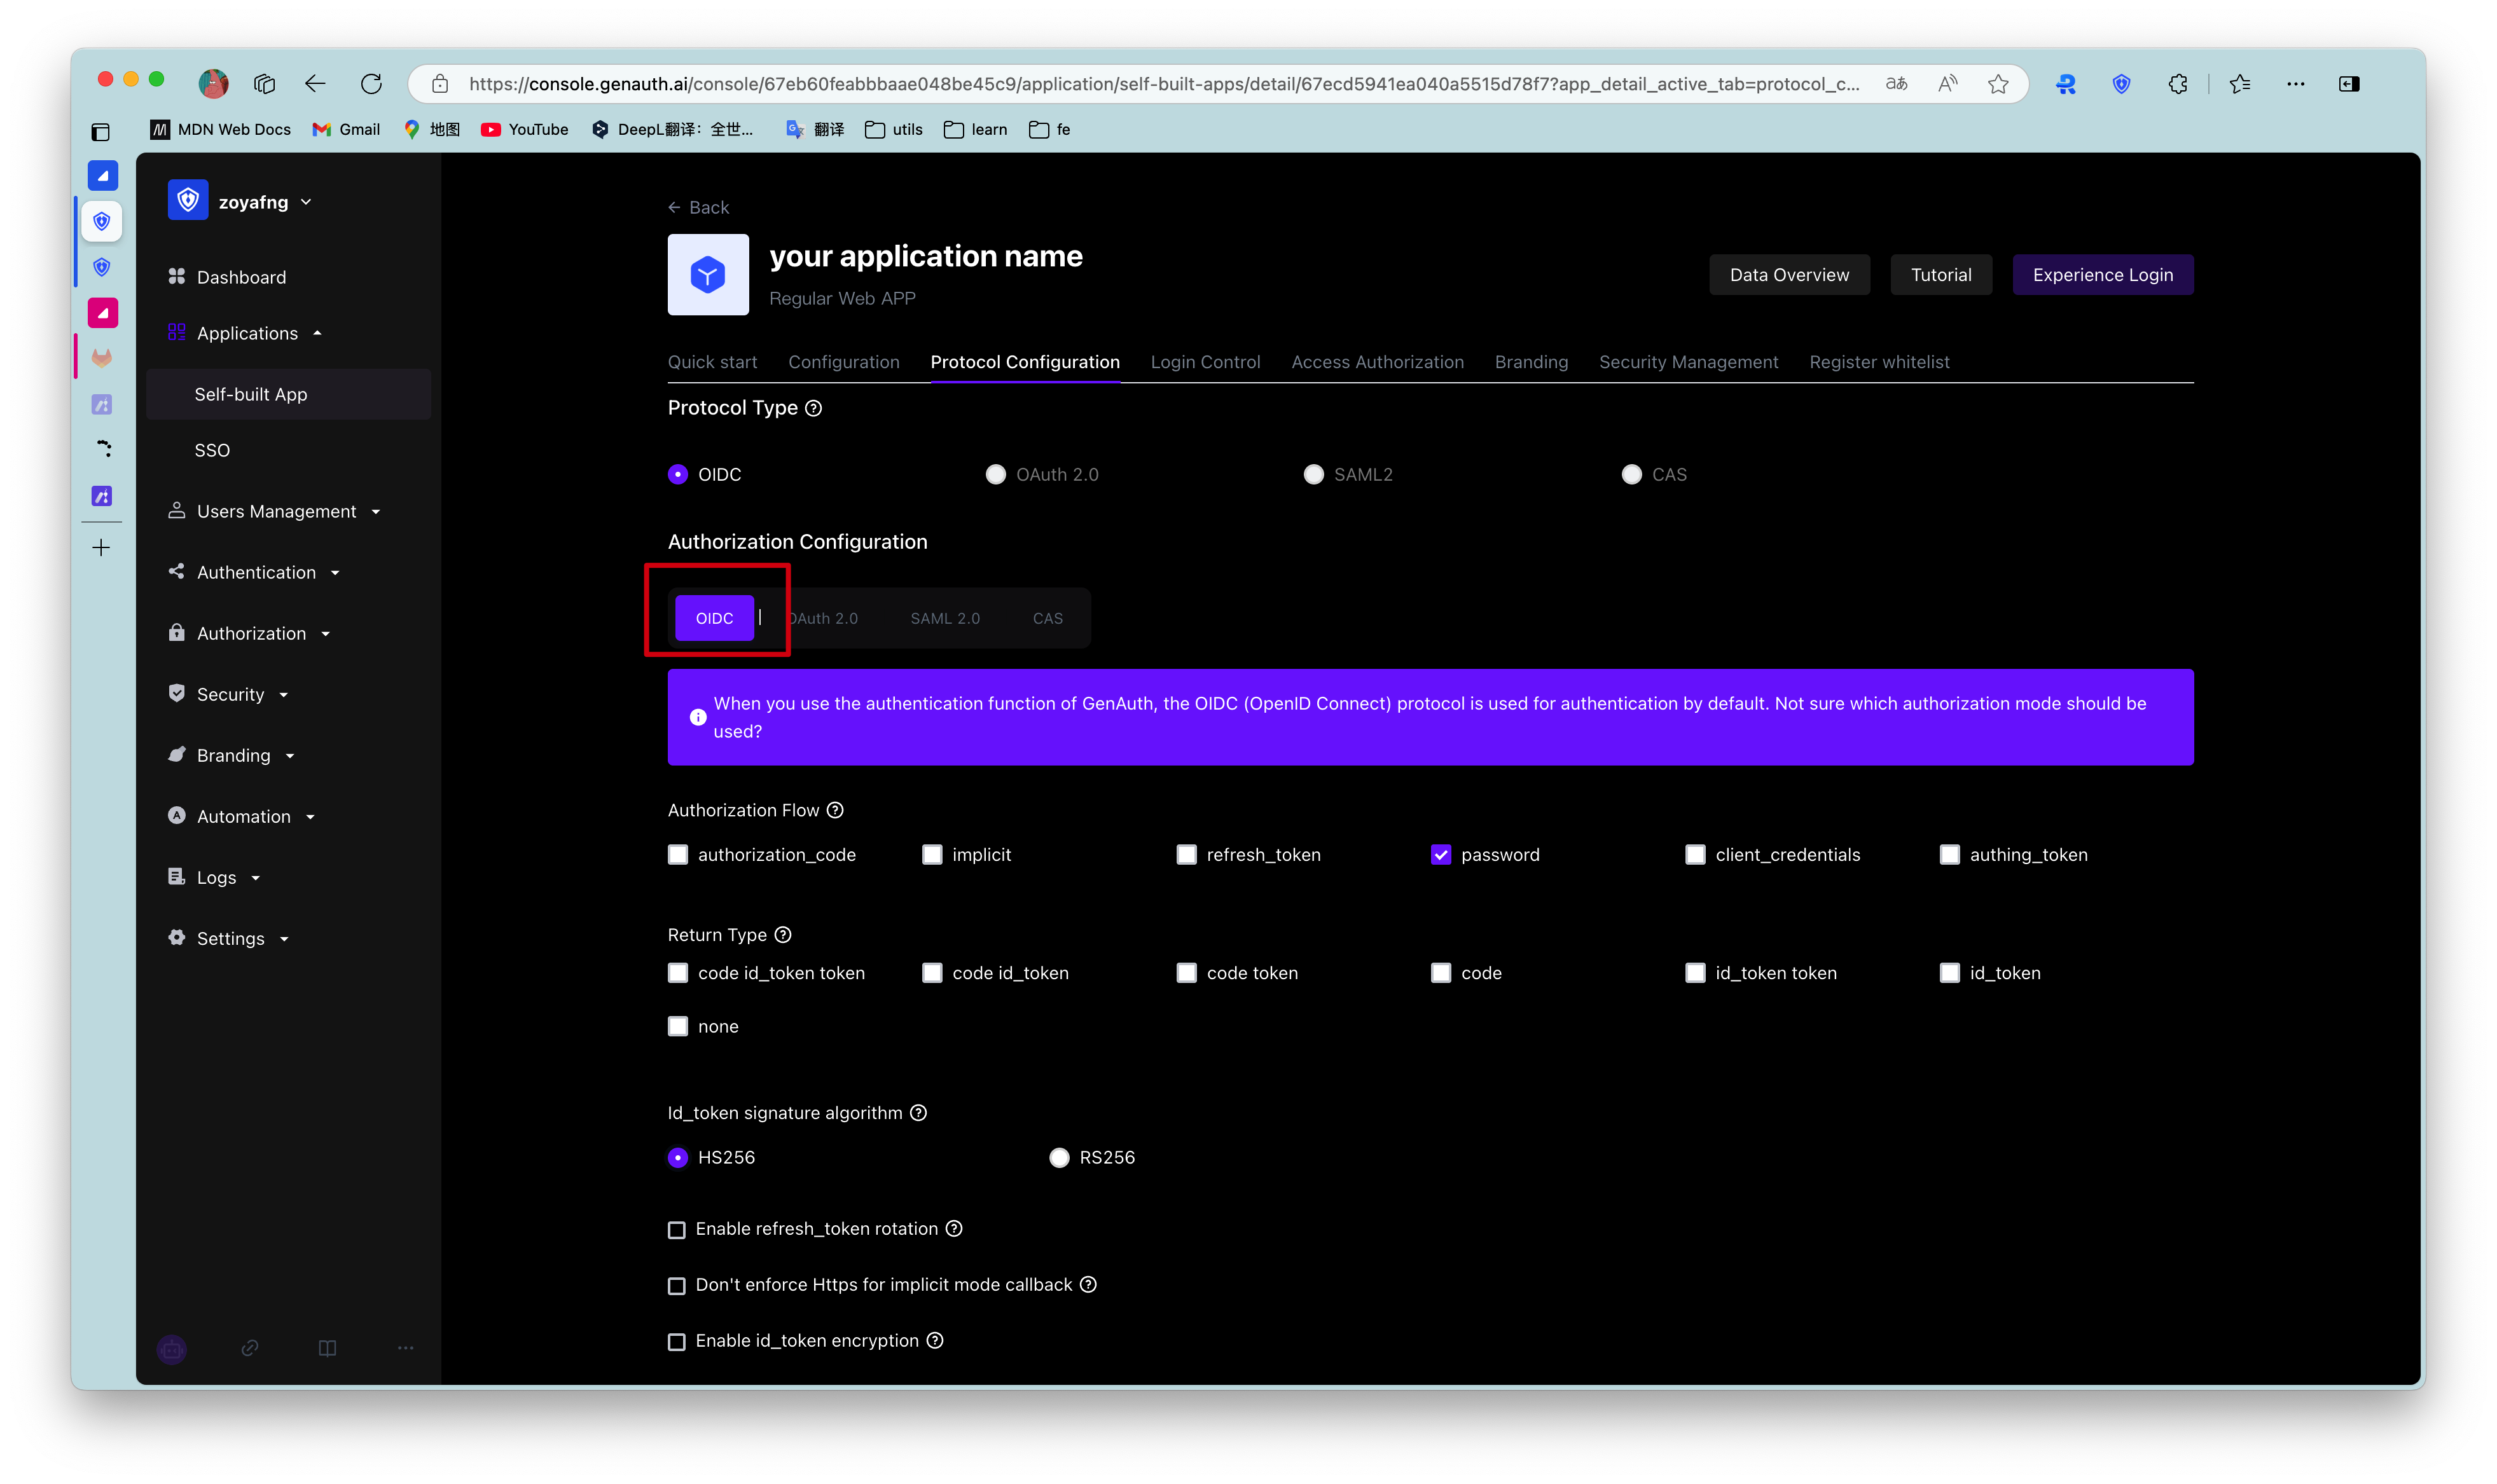 https://console.genauth.ai/console/67eb60feabbbaae048be45c9/application/self-built-apps/detail/67ecd5941ea040a5515d78f7?app_detail_active_tab=protocol_c...
MDN Web Docs Gmail 地图 YouTube DeepL翻译：全世... 翻译 utils learn fe
zoyafng
Dashboard
Applications
Self-built App
SSO
Users Management
Authentication
Authorization
Security
Branding
Automation
Logs
Settings
Back
your application name
Regular Web APP
Data Overview Tutorial Experience Login
Quick start Configuration Protocol Configuration Login Control Access Authorization Branding Security Management Register whitelist
Protocol Type
OIDC OAuth 2.0 SAML2 CAS
Authorization Configuration
OIDC OAuth 2.0 SAML 2.0 CAS
When you use the authentication function of GenAuth, the OIDC (OpenID Connect) protocol is used for authentication by default. Not sure which authorization mode should be
used?
Authorization Flow
authorization_code implicit refresh_token password client_credentials authing_token
Return Type
code id_token token code id_token code token code id_token token id_token
none
Id_token signature algorithm
HS256 RS256
Enable refresh_token rotation
Don't enforce Https for implicit mode callback
Enable id_token encryption